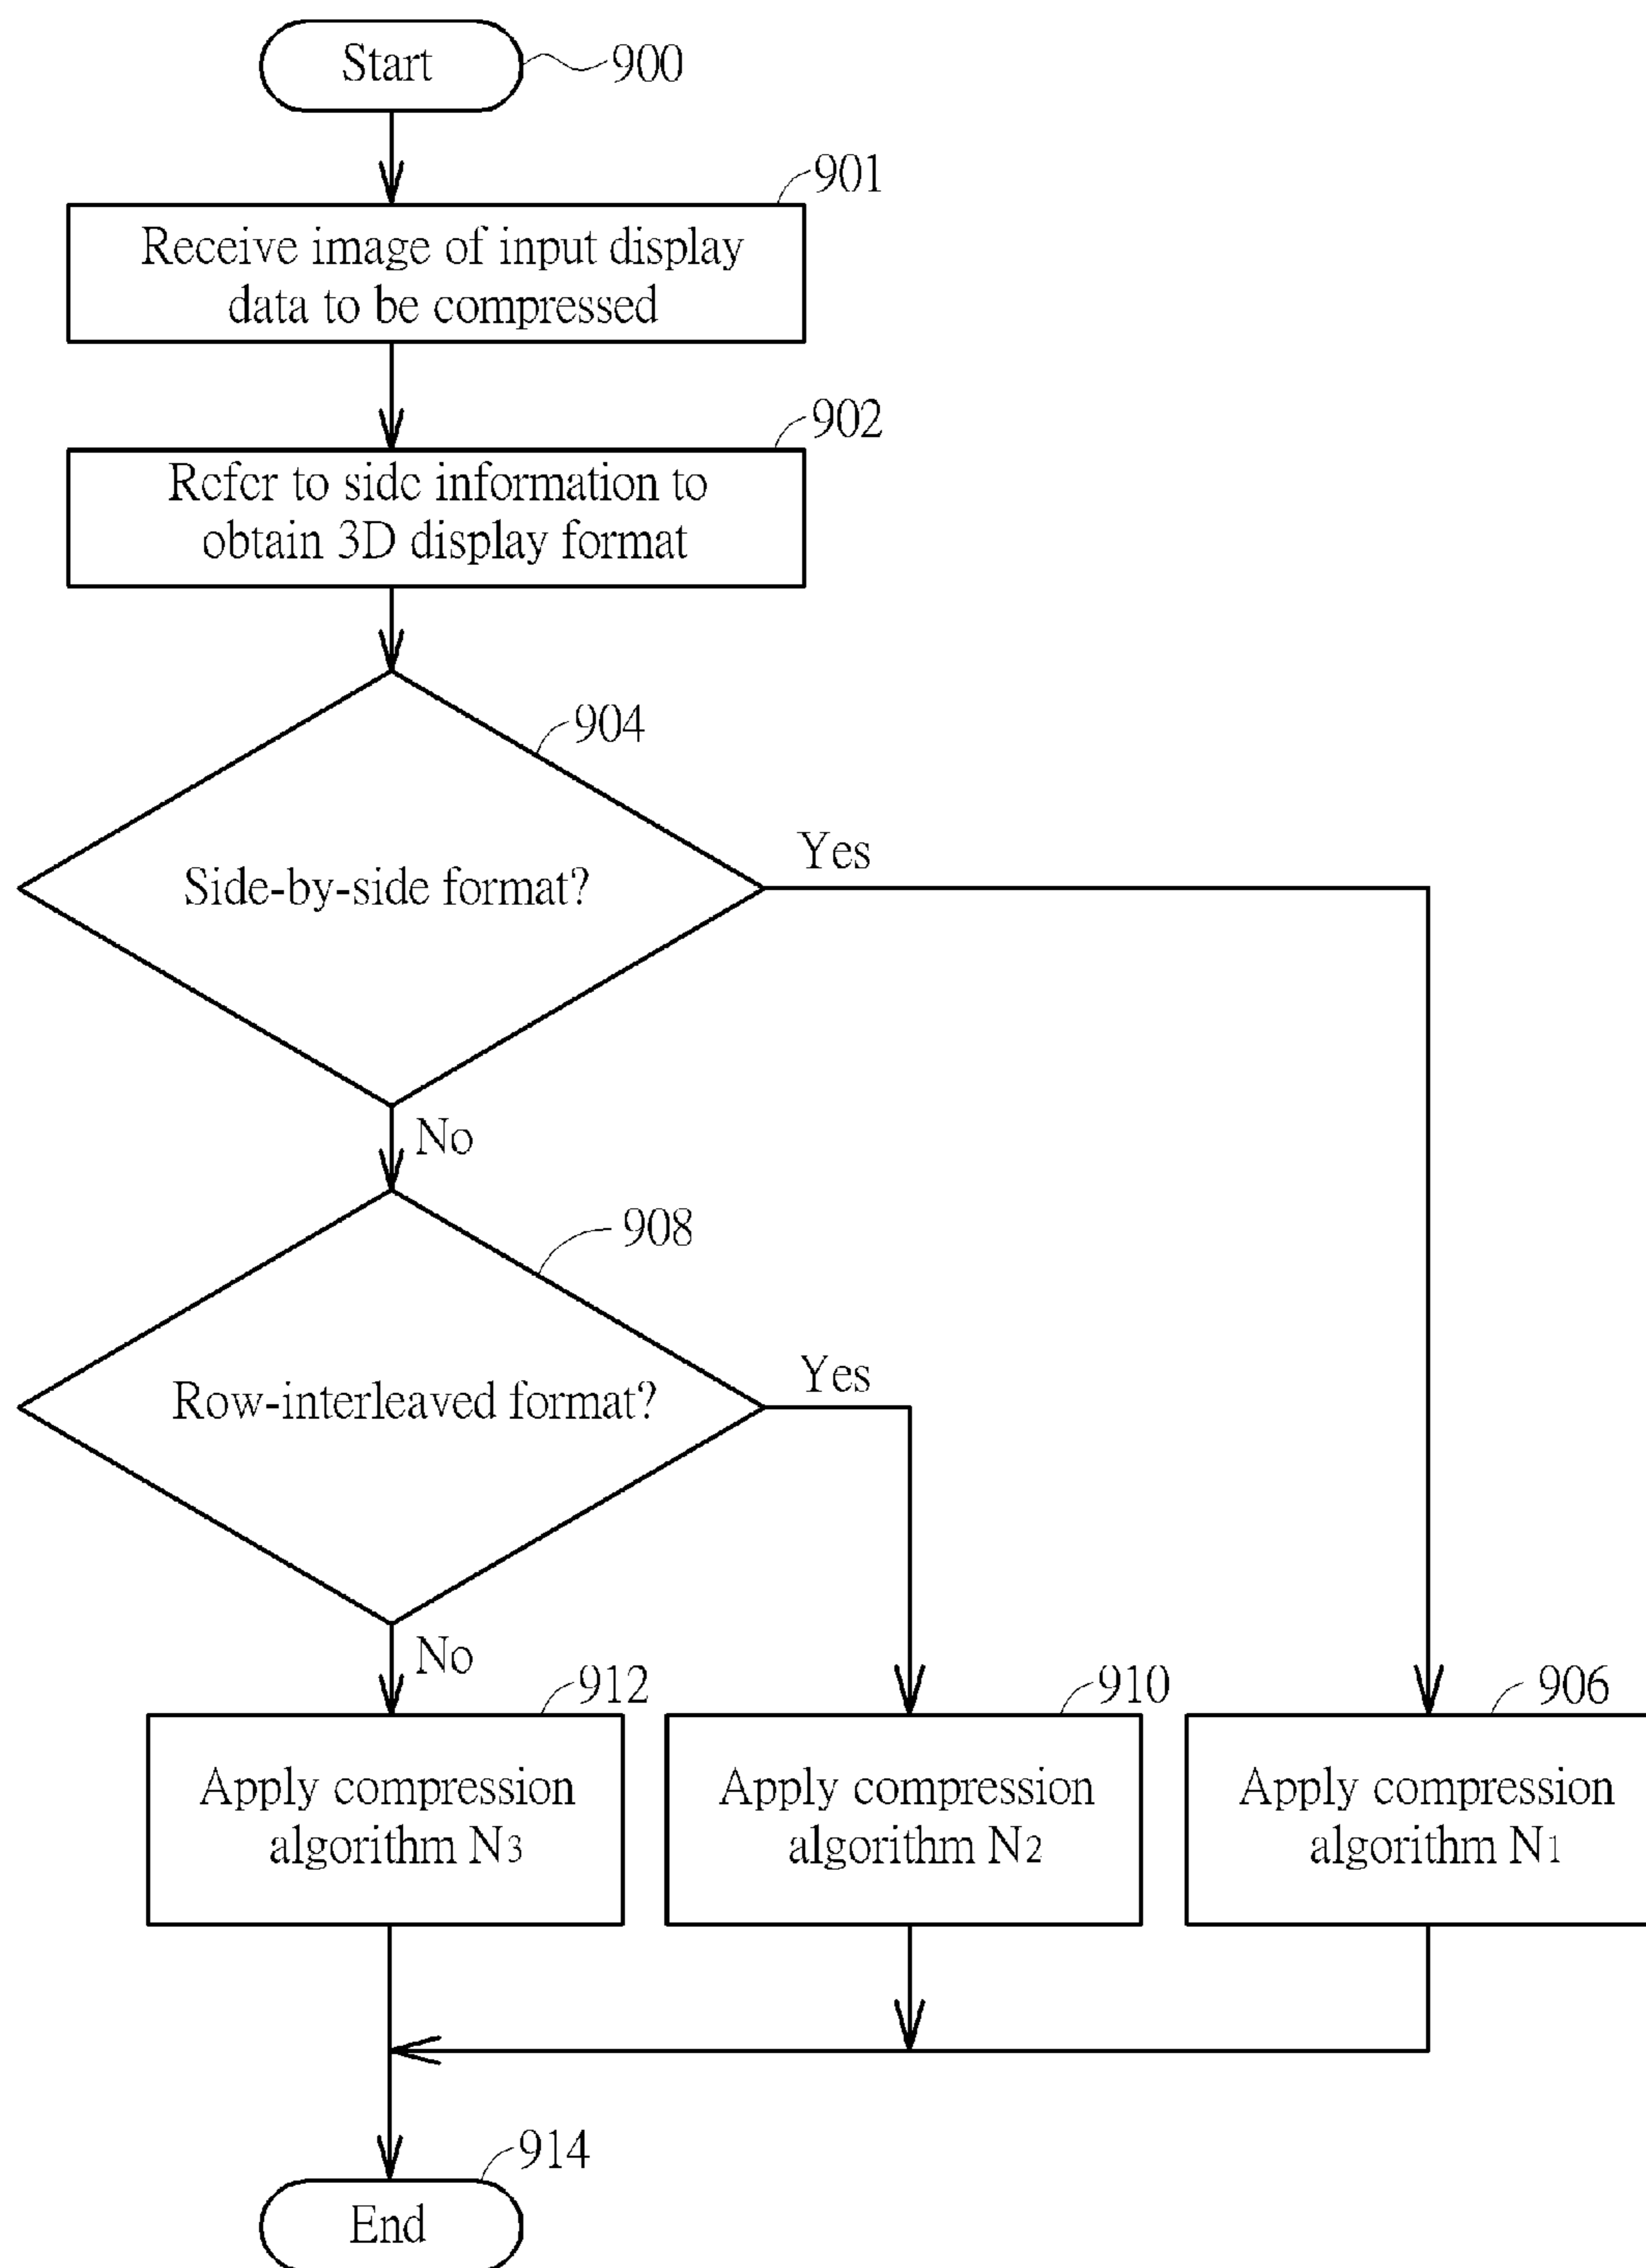 Start
900
901
Receive image of input display
data to be compressed
902
Refer to side information to
obtain 3D display format
904
Side-by-side format?
Yes
No
908
Row-interleaved format?
Yes
No
912
Apply compression
algorithm N3
910
Apply compression
algorithm N2
906
Apply compression
algorithm N1
914
End